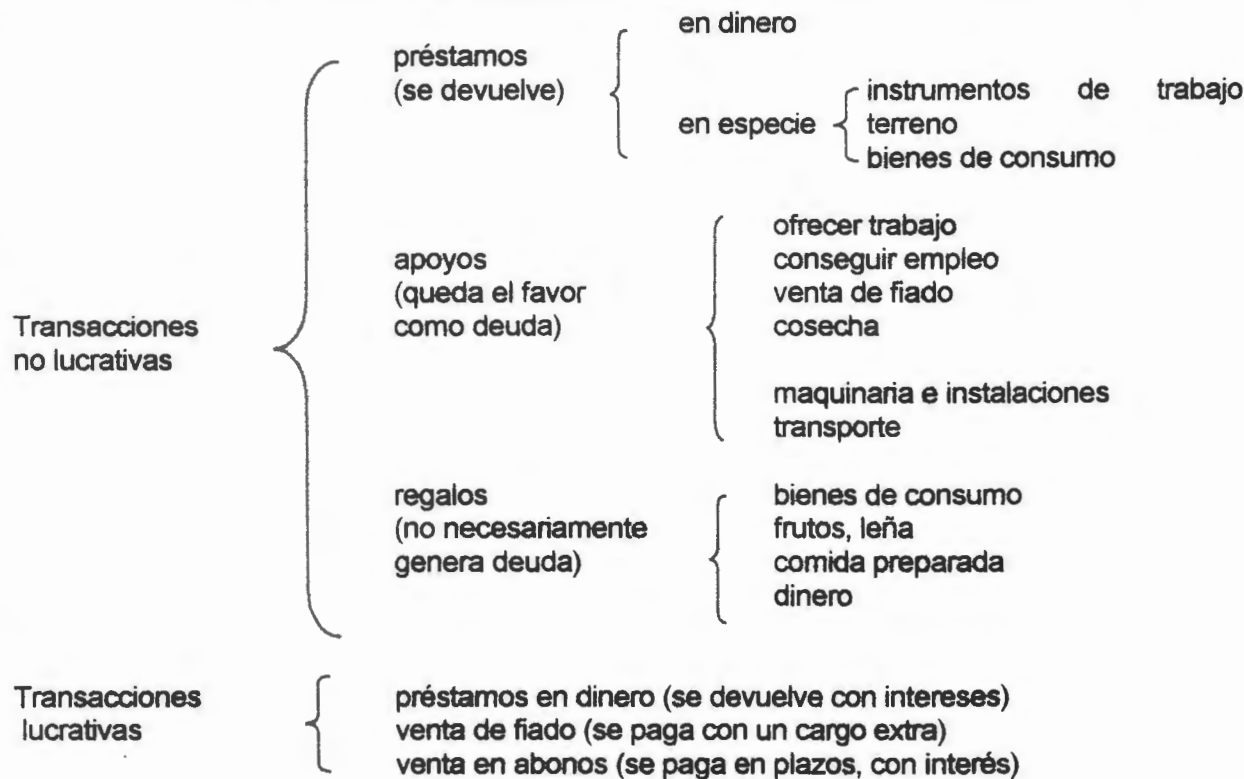 en dinero
préstamos
(se devuelve)
en especie
instrumentos de trabajo
terreno
bienes de consumo
Transacciones
no lucrativas
apoyos
(queda el favor
como deuda)
ofrecer trabajo
conseguir empleo
venta de fiado
cosecha
maquinaria e instalaciones
transporte
regalos
(no necesariamente
genera deuda)
bienes de consumo
frutos, leña
comida preparada
dinero
Transacciones
lucrativas
préstamos en dinero (se devuelve con intereses)
venta de fiado (se paga con un cargo extra)
venta en abonos (se paga en plazos, con interés)